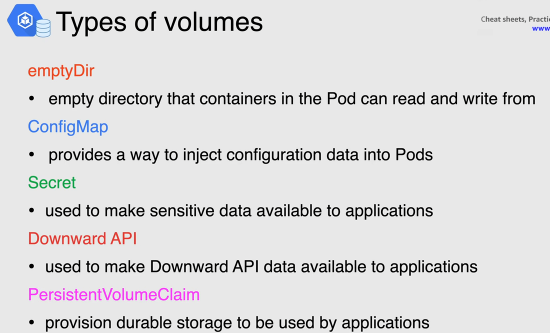 Types of volumes
Cheat sheets, Practic
www
emptyDir
• empty directory that containers in the Pod can read and write from
ConfigMap
• provides a way to inject configuration data into Pods
Secret
• used to make sensitive data available to applications
Downward API
• used to make Downward API data available to applications
PersistentVolumeClaim
• provision durable storage to be used by applications